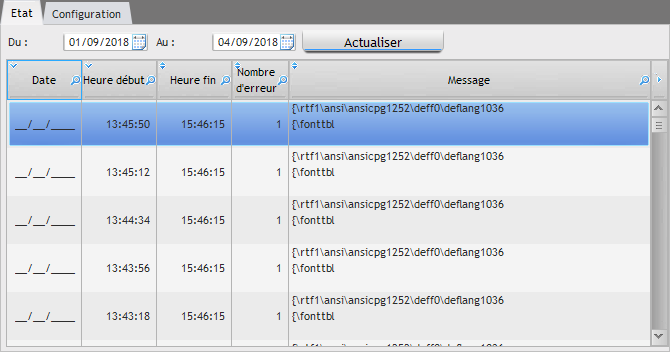 Etat Configuration
Du : 01/09/2018 Au : 04/09/2018 Actualiser
Date Heure début Heure fin Nombre d'erreur Message
__/__/____ 13:45:50 15:46:15 1 {\rtf1\ansi\ansicpg1252\deff0\deflang1036
{\fonttbl
__/__/____ 13:45:12 15:46:15 1 {\rtf1\ansi\ansicpg1252\deff0\deflang1036
{\fonttbl
__/__/____ 13:44:34 15:46:15 1 {\rtf1\ansi\ansicpg1252\deff0\deflang1036
{\fonttbl
__/__/____ 13:43:56 15:46:15 1 {\rtf1\ansi\ansicpg1252\deff0\deflang1036
{\fonttbl
__/__/____ 13:43:18 15:46:15 1 {\rtf1\ansi\ansicpg1252\deff0\deflang1036
{\fonttbl